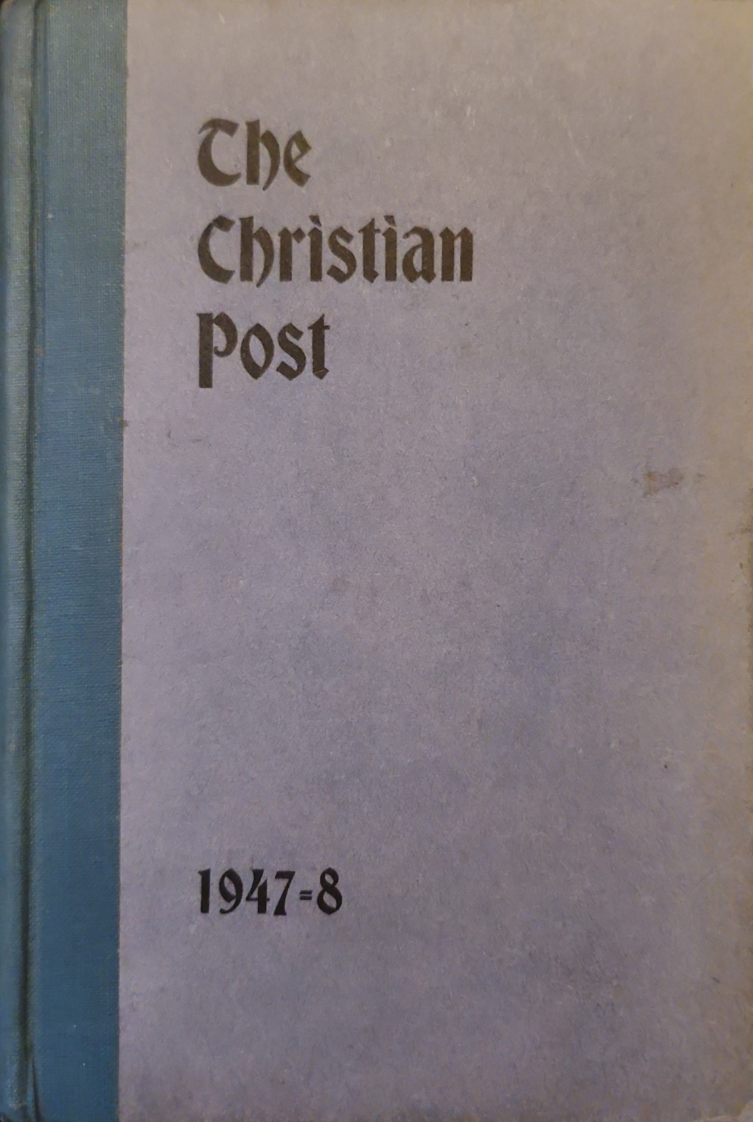 The
Christian
Post
1947=8